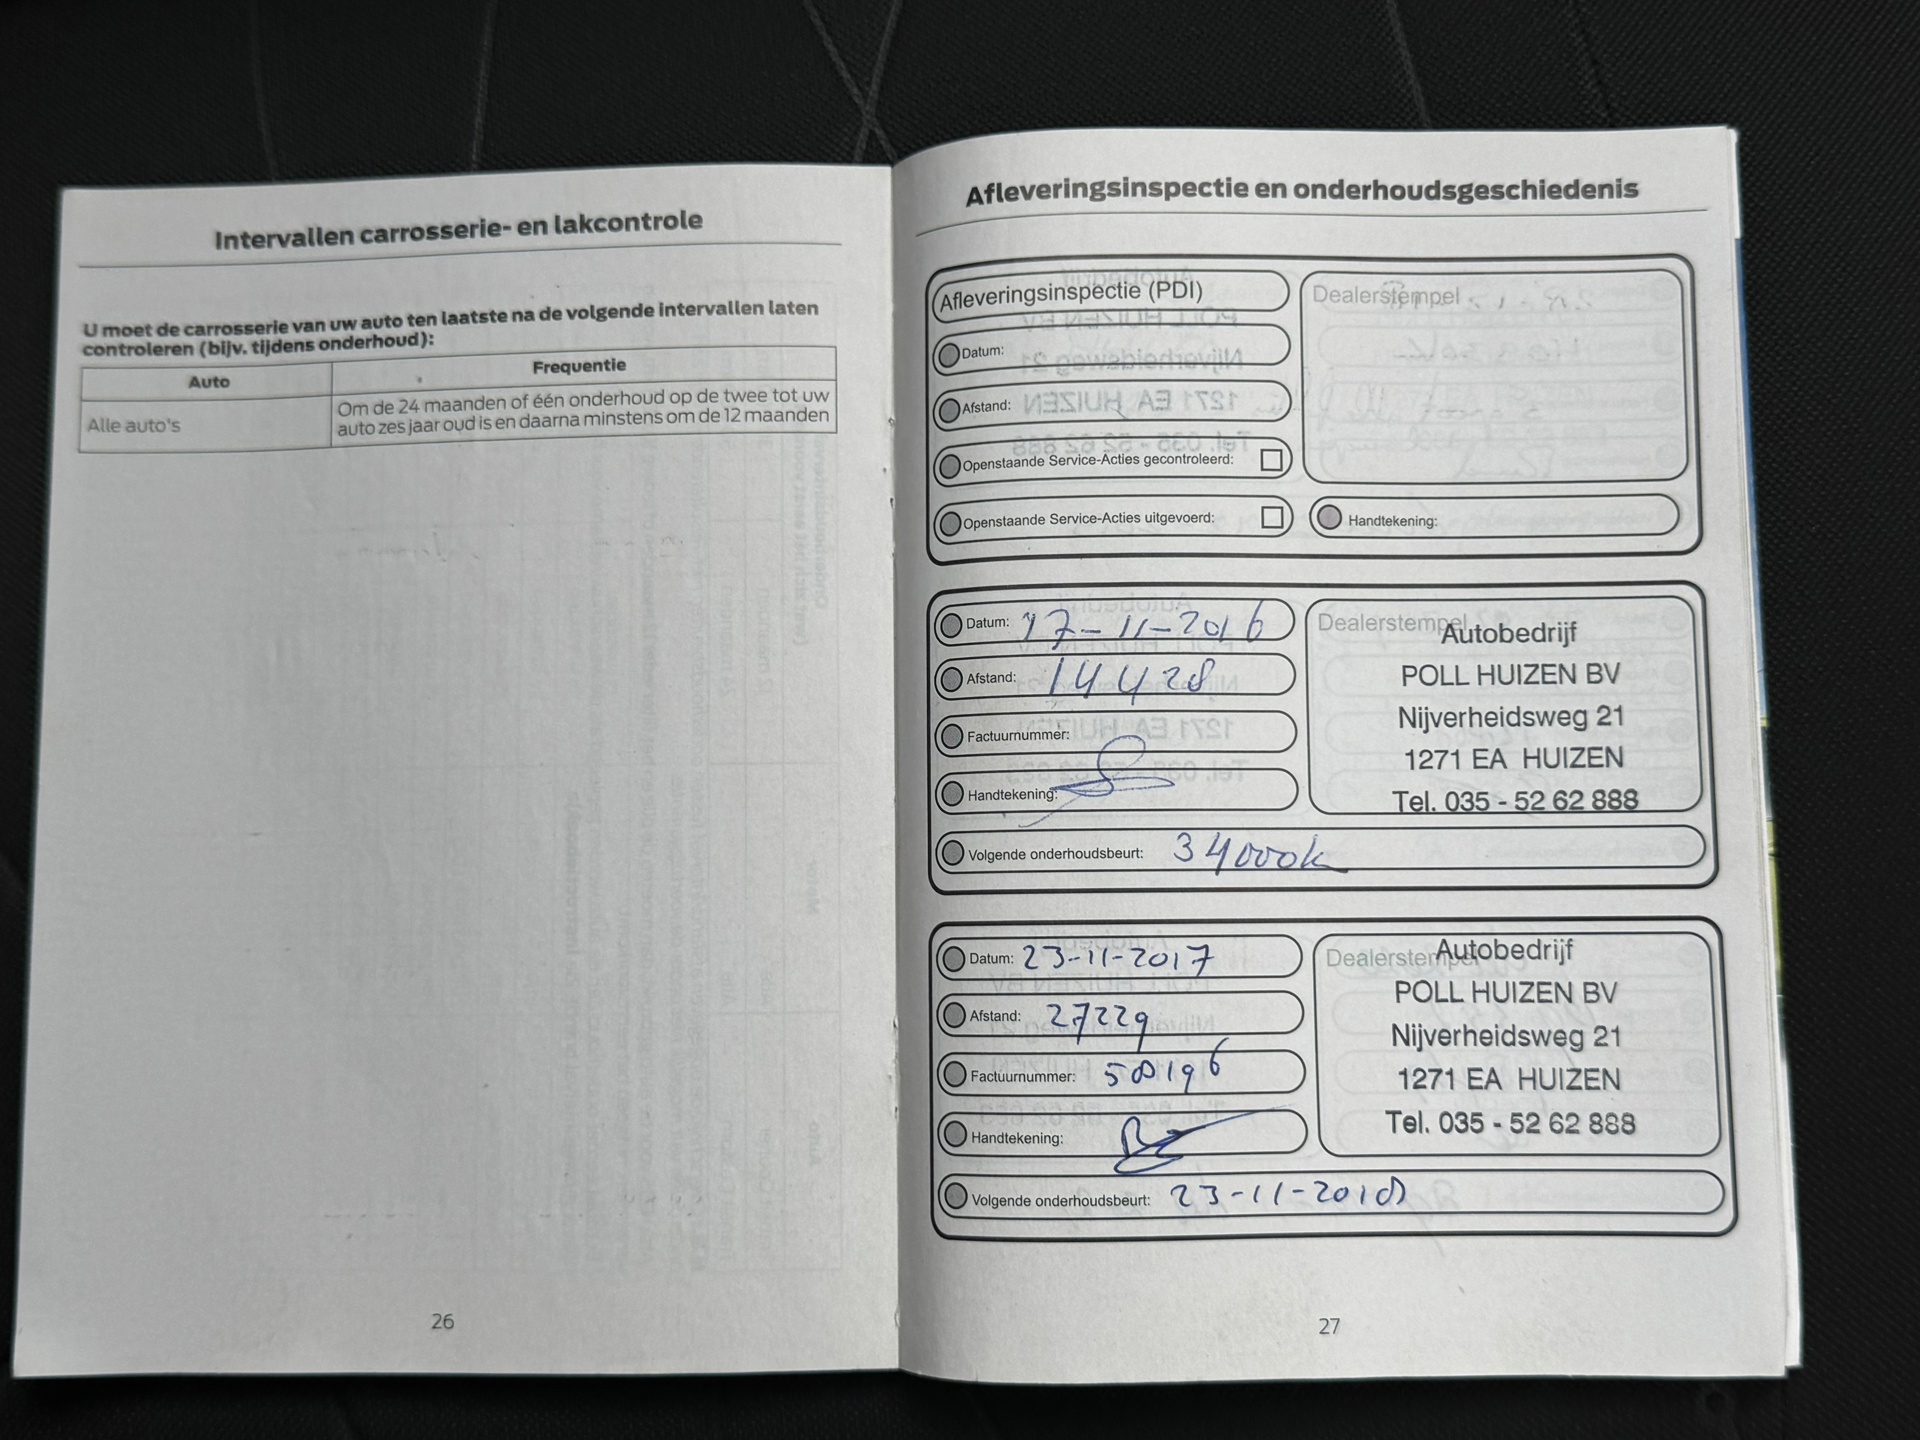 Intervallen carrosserie- en lakcontrole
U moet de carrosserie van uw auto ten laatste na de volgende intervallen laten
controleren (bijv. tijdens onderhoud):
Auto
Frequentie
Alle auto's
Om de 24 maanden of één onderhoud op de twee tot uw
auto zes jaar oud is en daarna minstens om de 12 maanden
26
Afleveringsinspectie en onderhoudsgeschiedenis
Afleveringsinspectie (PDI)
Datum:
Afstand:
Openstaande Service-Acties gecontroleerd:
Openstaande Service-Acties uitgevoerd:
Dealerstempel
Handtekening:
Datum: 17-11-2016
Afstand: 14428
Factuurnummer:
Handtekening:
Dealerstempel
Autobedrijf
POLL HUIZEN BV
Nijverheidsweg 21
1271 EA HUIZEN
Tel. 035 - 52 62 888
Volgende onderhoudsbeurt: 34000k
Datum: 23-11-2017
Afstand: 27229
Factuurnummer: 58196
Handtekening:
Dealerstempel
Autobedrijf
POLL HUIZEN BV
Nijverheidsweg 21
1271 EA HUIZEN
Tel. 035 - 52 62 888
Volgende onderhoudsbeurt: 23-11-2018
27